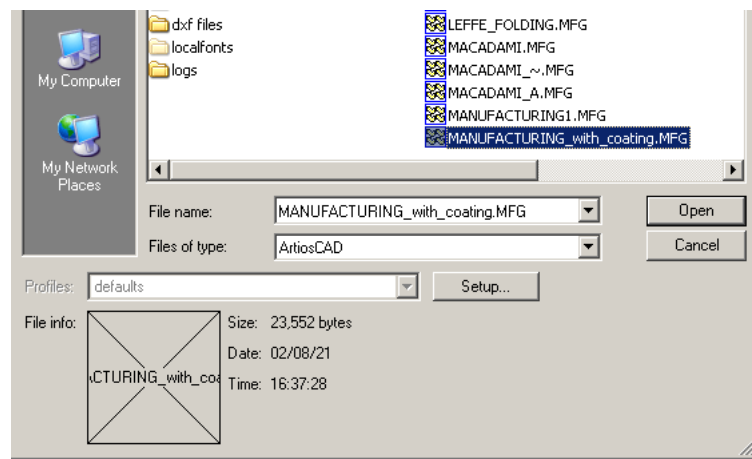 dxf files
localfonts
logs
LEFFE_FOLDING.MFG
MACADAMI.MFG
MACADAMI_~.MFG
MACADAMI_A.MFG
MANUFACTURING1.MFG
MANUFACTURING_with_coating.MFG
My Computer
My Network
Places
File name: MANUFACTURING_with_coating.MFG Open
Files of type: ArtiosCAD Cancel
Profiles: defaults Setup...
File info: Size: 23,552 bytes
Date: 02/08/21
CTURING_with_coa Time: 16:37:28